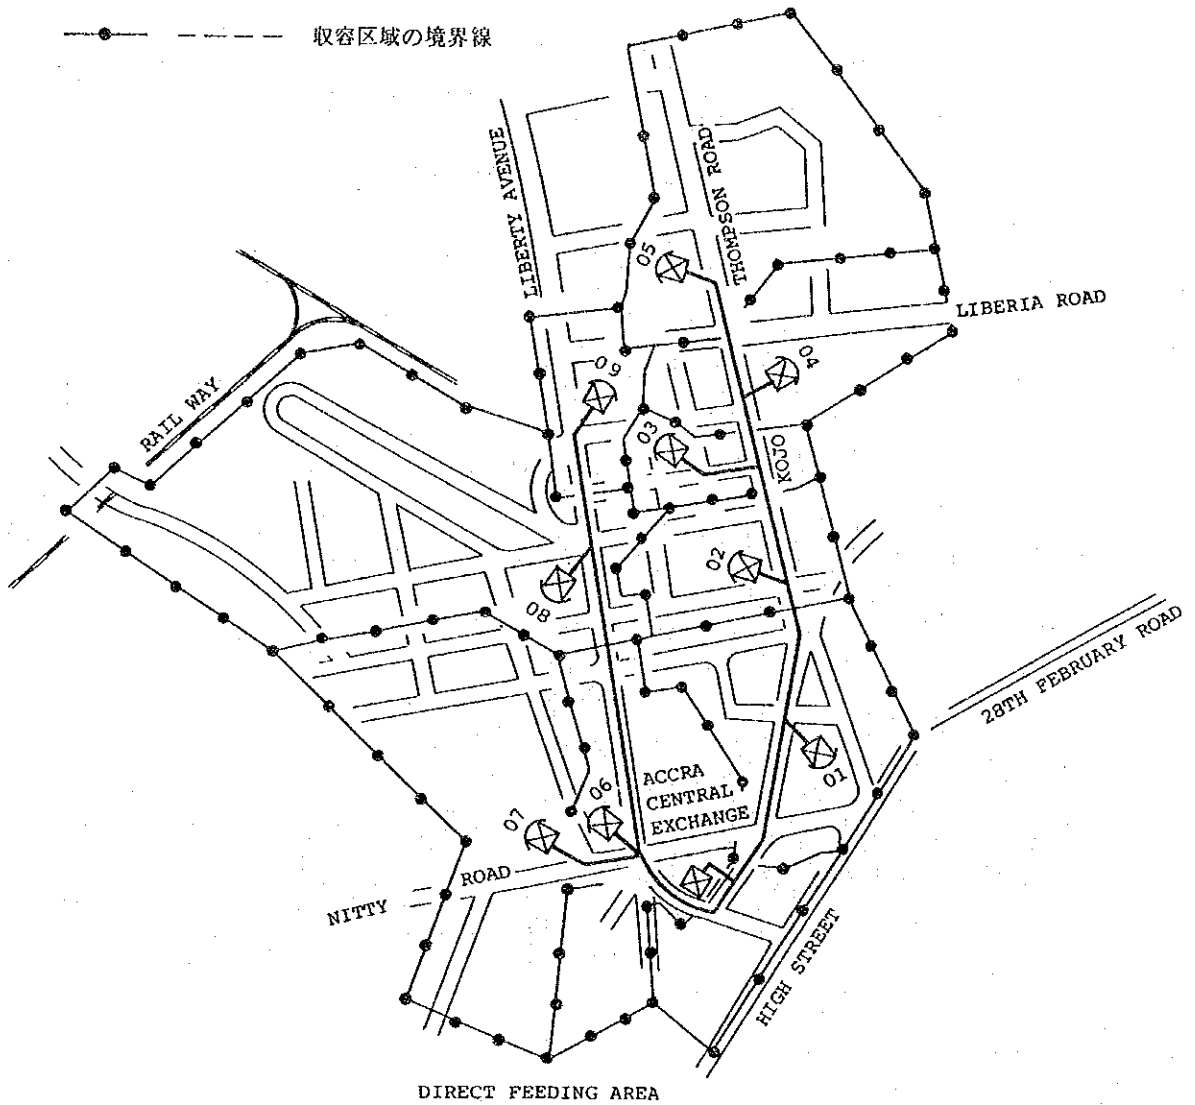 収容区域の境界線
LIBERTY AVENUE
THOMPSON ROAD
05
LIBERIA ROAD
RAIL WAY
09
04
03
KOJO
02
08
28TH FEBRUARY ROAD
01
ACCRA
CENTRAL
EXCHANGE
06
07
NITTY ROAD
HIGH STREET
DIRECT FEEDING AREA